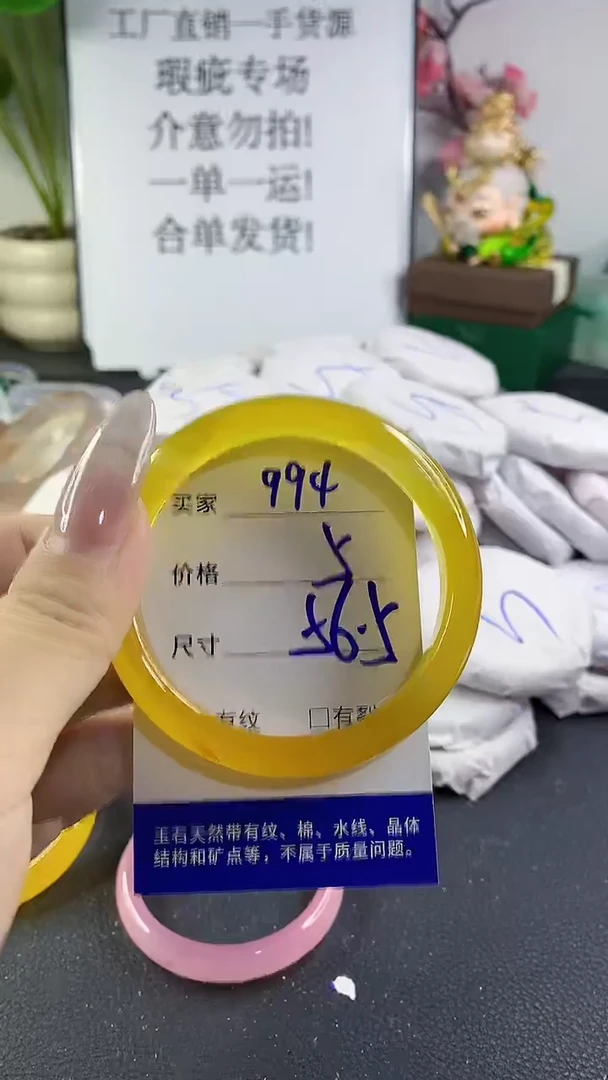 工厂直销一手货源
瑕疵专场
介意勿拍!
一单一运!
合单发货!
买家 994
价格 5
尺寸 56.5
有纹 口有裂
玉石天然带有纹、棉、水线、晶体
结构和矿点等，不属于质量问题。